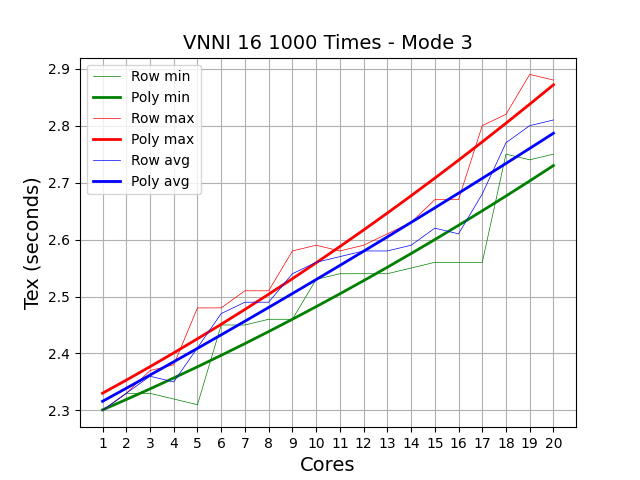 VNNI 16 1000 Times - Mode 3
Row min
Poly min
Row max
Poly max
Row avg
Poly avg
Tex (seconds)
2.9
2.8
2.7
2.6
2.5
2.4
2.3
1 2 3 4 5 6 7 8 9 10 11 12 13 14 15 16 17 18 19 20
Cores